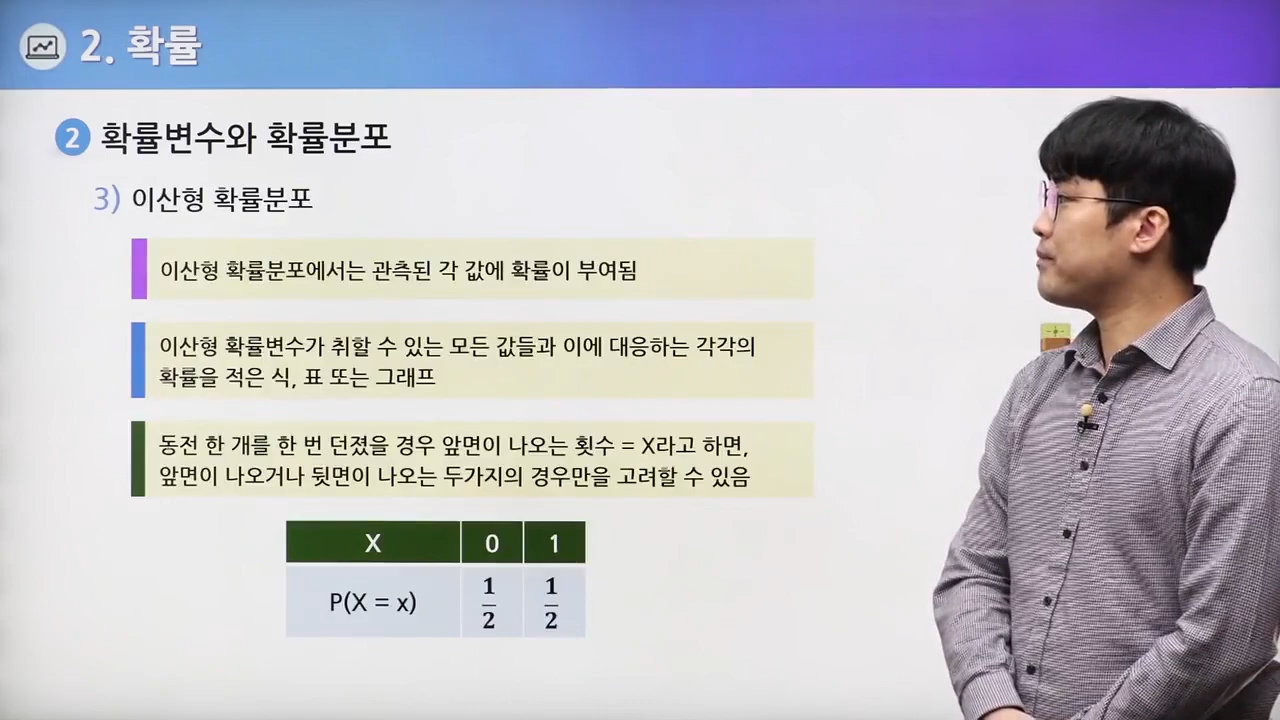 2. 확률
2 확률변수와 확률분포
3) 이산형 확률분포
이산형 확률분포에서는 관측된 각 값에 확률이 부여됨
이산형 확률변수가 취할 수 있는 모든 값들과 이에 대응하는 각각의
확률을 적은 식, 표 또는 그래프
동전 한 개를 한 번 던졌을 경우 앞면이 나오는 횟수 = X라고 하면,
앞면이 나오거나 뒷면이 나오는 두가지의 경우만을 고려할 수 있음
X 0 1
P(X = x) 1/2 1/2